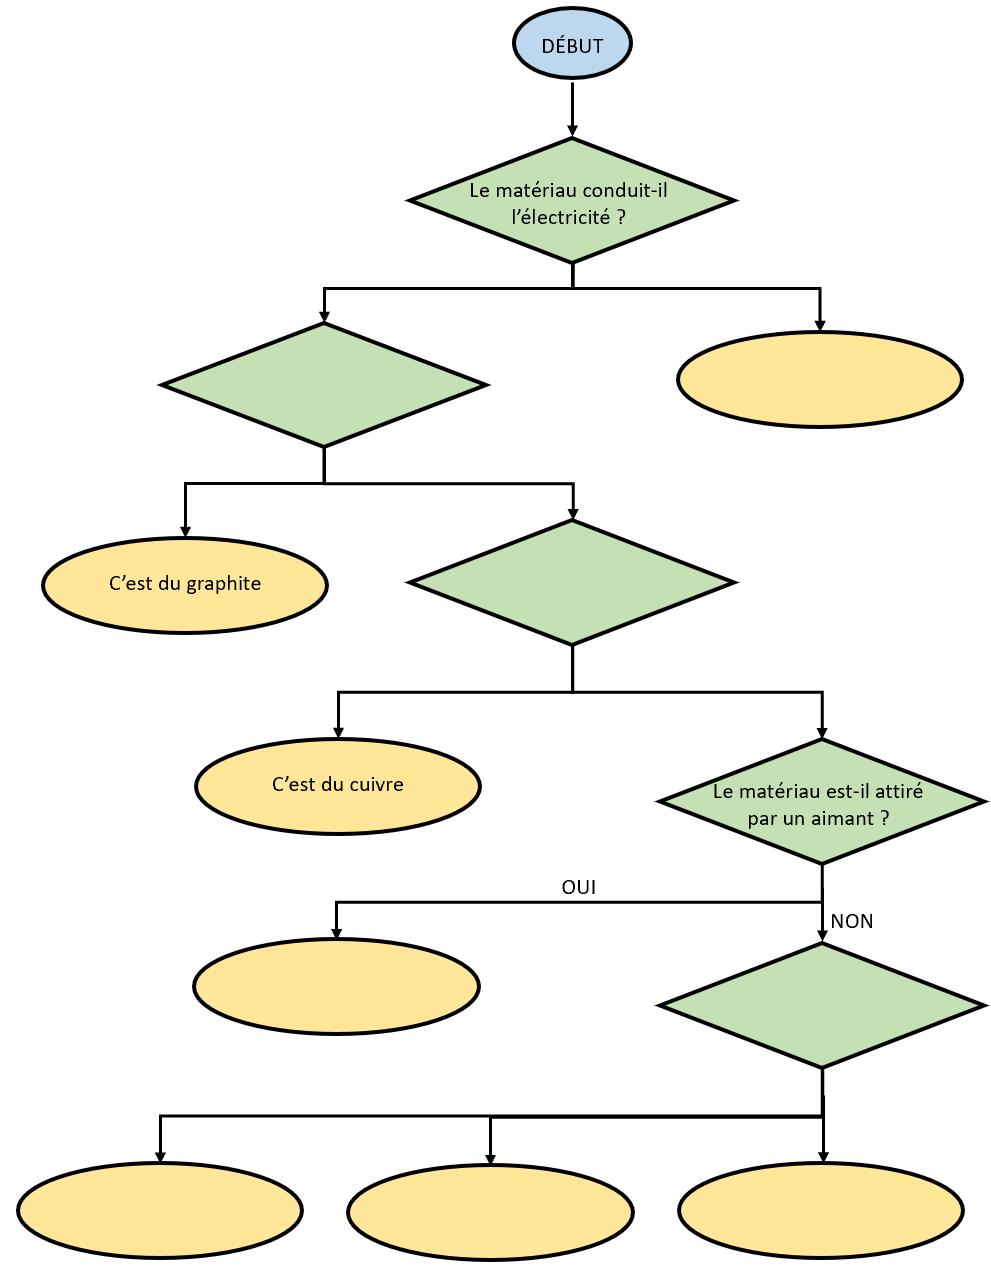 DÉBUT
Le matériau conduit-il
l'électricité ?
C'est du graphite
C'est du cuivre
Le matériau est-il attiré
par un aimant ?
OUI
NON